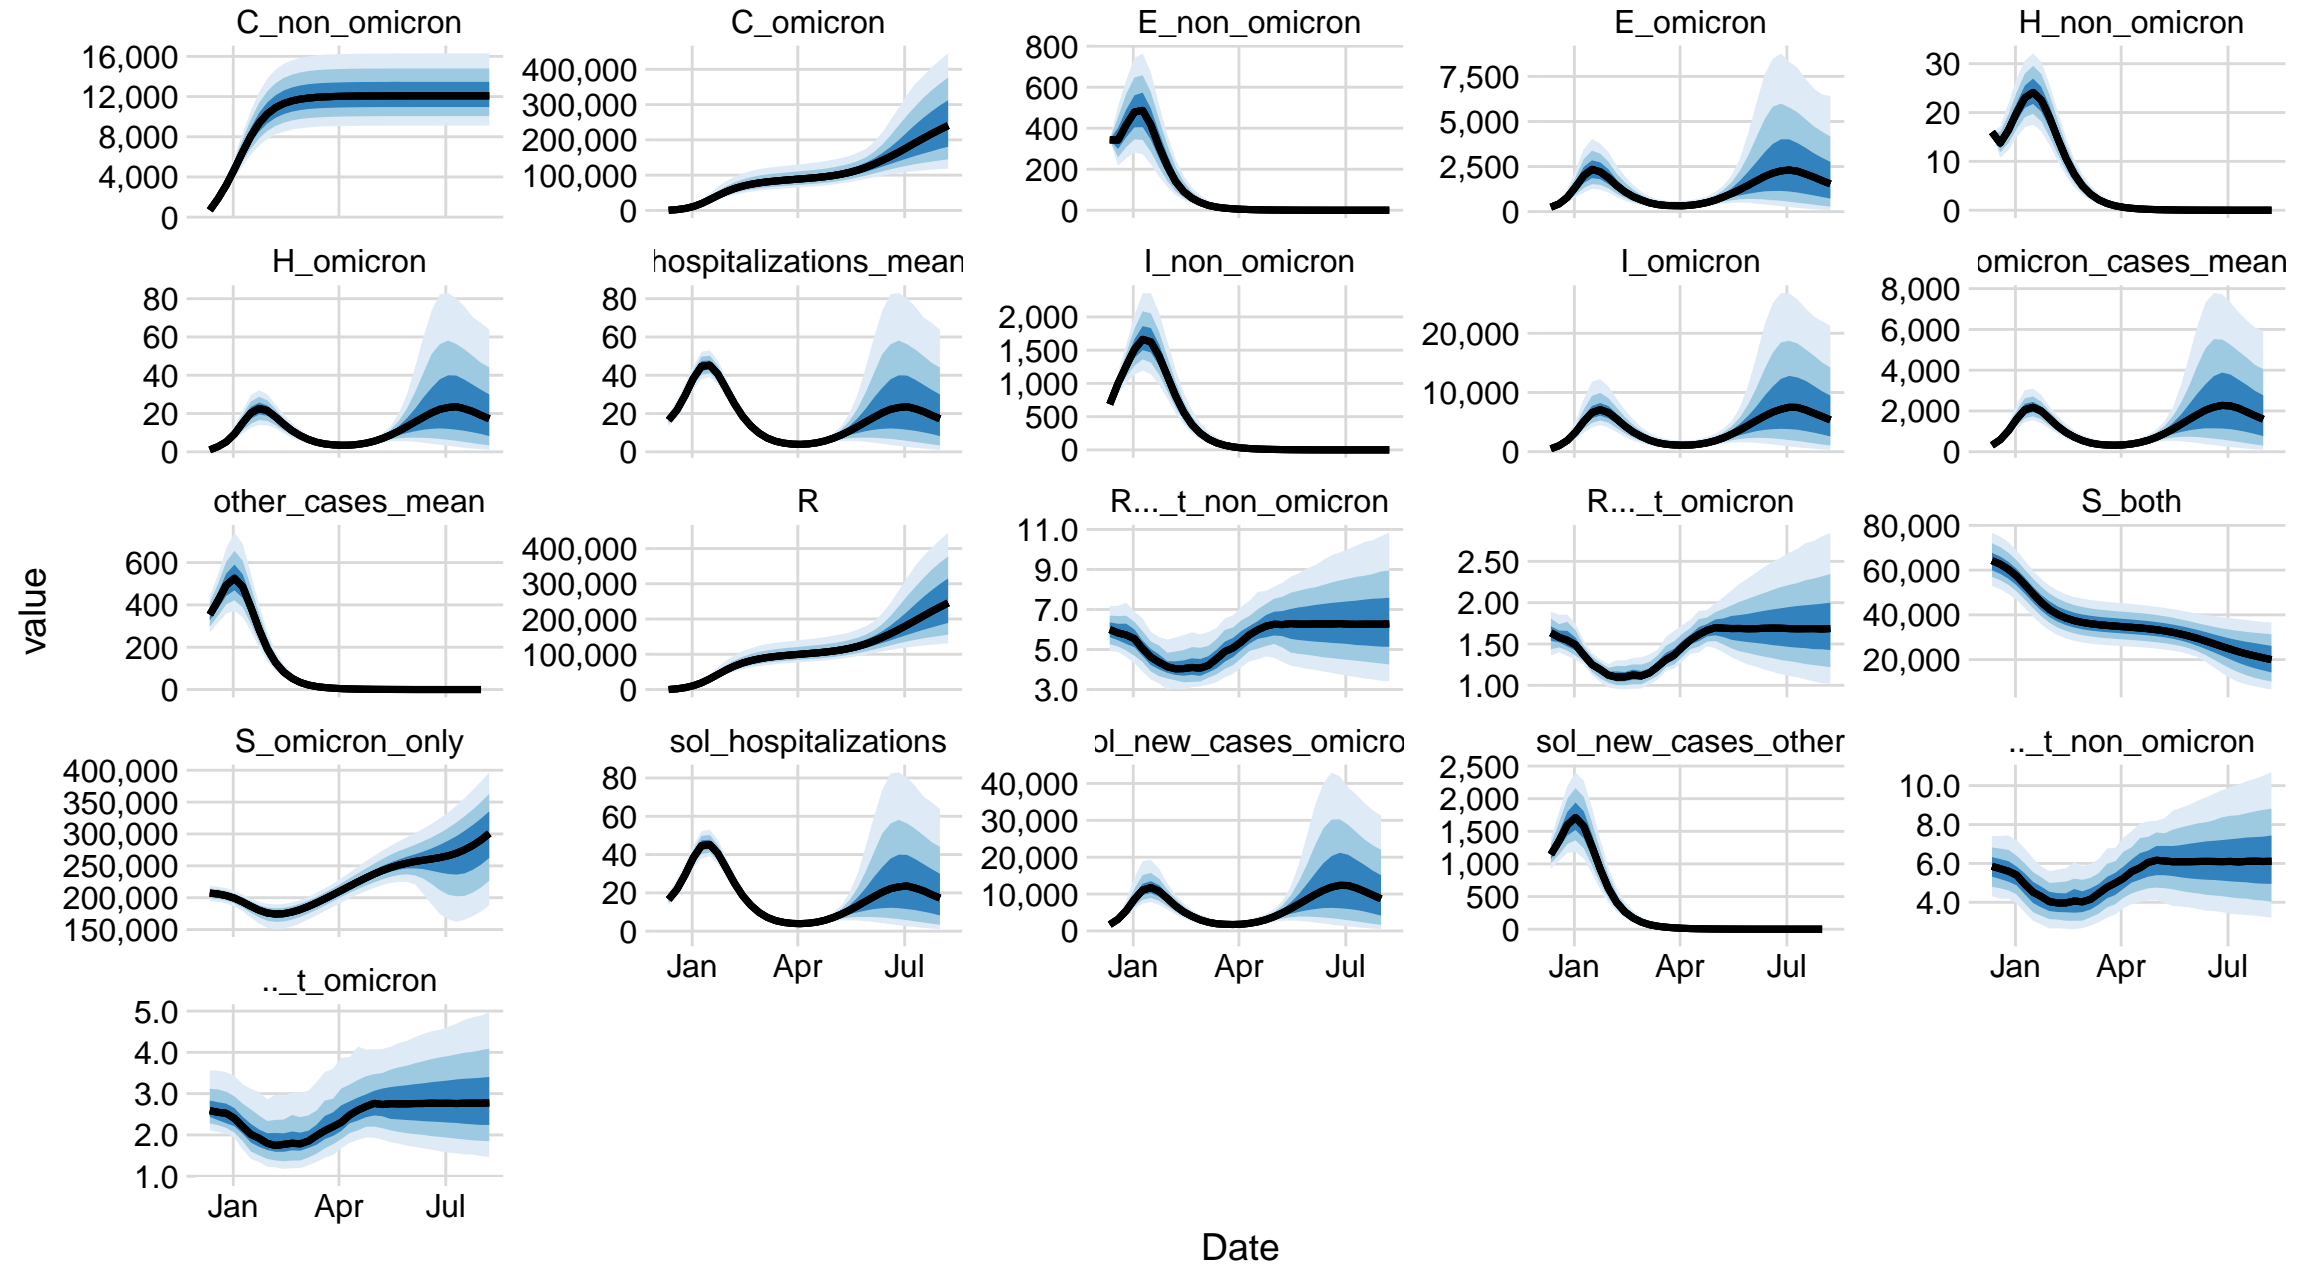 C_non_omicron C_omicron E_non_omicron E_omicron H_non_omicron
16,000 12,000 8,000 4,000 0
400,000 300,000 200,000 100,000 0
800 600 400 200 0
7,500 5,000 2,500 0
30 20 10 0
H_omicron hospitalizations_mean I_non_omicron I_omicron omicron_cases_mean
80 60 40 20 0
80 60 40 20 0
2,000 1,500 1,000 500 0
20,000 10,000 0
8,000 6,000 4,000 2,000 0
other_cases_mean R R..._t_non_omicron R..._t_omicron S_both
600 400 200 0
400,000 300,000 200,000 100,000 0
11.0 9.0 7.0 5.0 3.0
2.50 2.00 1.50 1.00
80,000 60,000 40,000 20,000
S_omicron_only sol_hospitalizations ol_new_cases_omicro sol_new_cases_other .._t_non_omicron
400,000 350,000 300,000 250,000 200,000 150,000
80 60 40 20 0
40,000 30,000 20,000 10,000 0
2,500 2,000 1,500 1,000 500 0
10.0 8.0 6.0 4.0
Jan Apr Jul Jan Apr Jul Jan Apr Jul Jan Apr Jul
.._t_omicron
5.0 4.0 3.0 2.0 1.0
Jan Apr Jul
value
Date